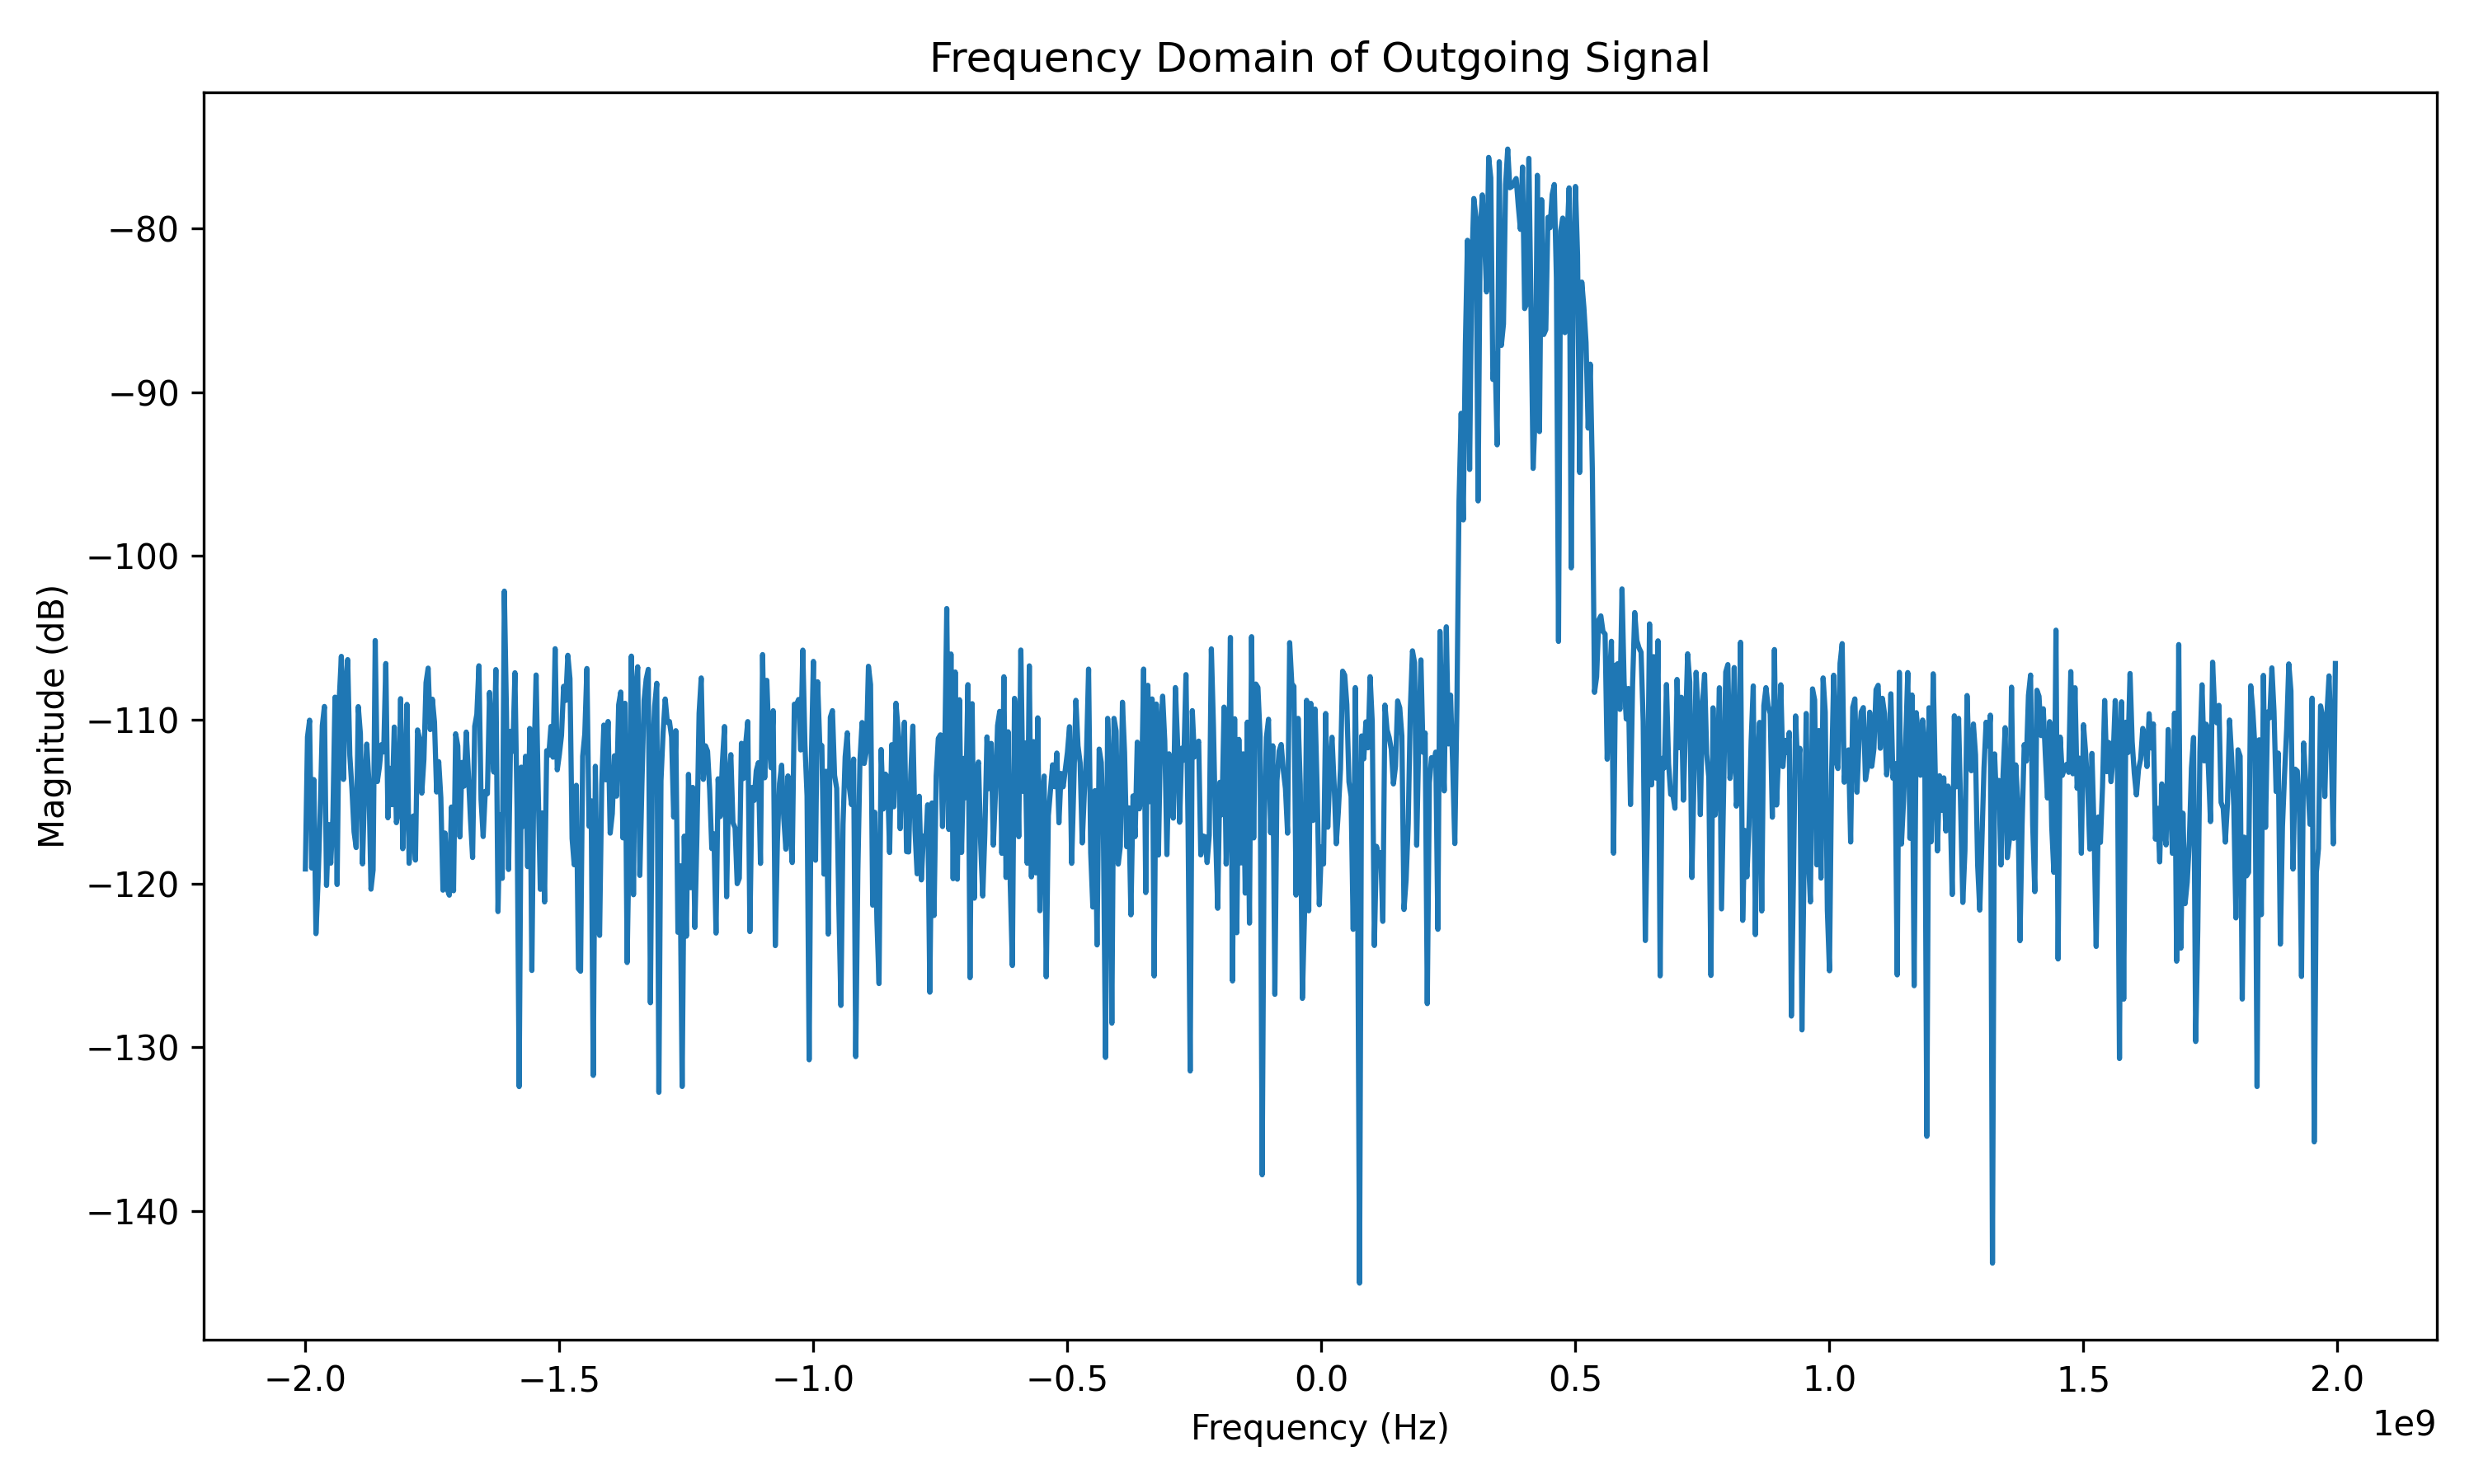 Frequency Domain of Outgoing Signal
−80
−90
−100
−110
−120
−130
−140
Magnitude (dB)
−2.0 −1.5 −1.0 −0.5 0.0 0.5 1.0 1.5 2.0
Frequency (Hz)
1e9